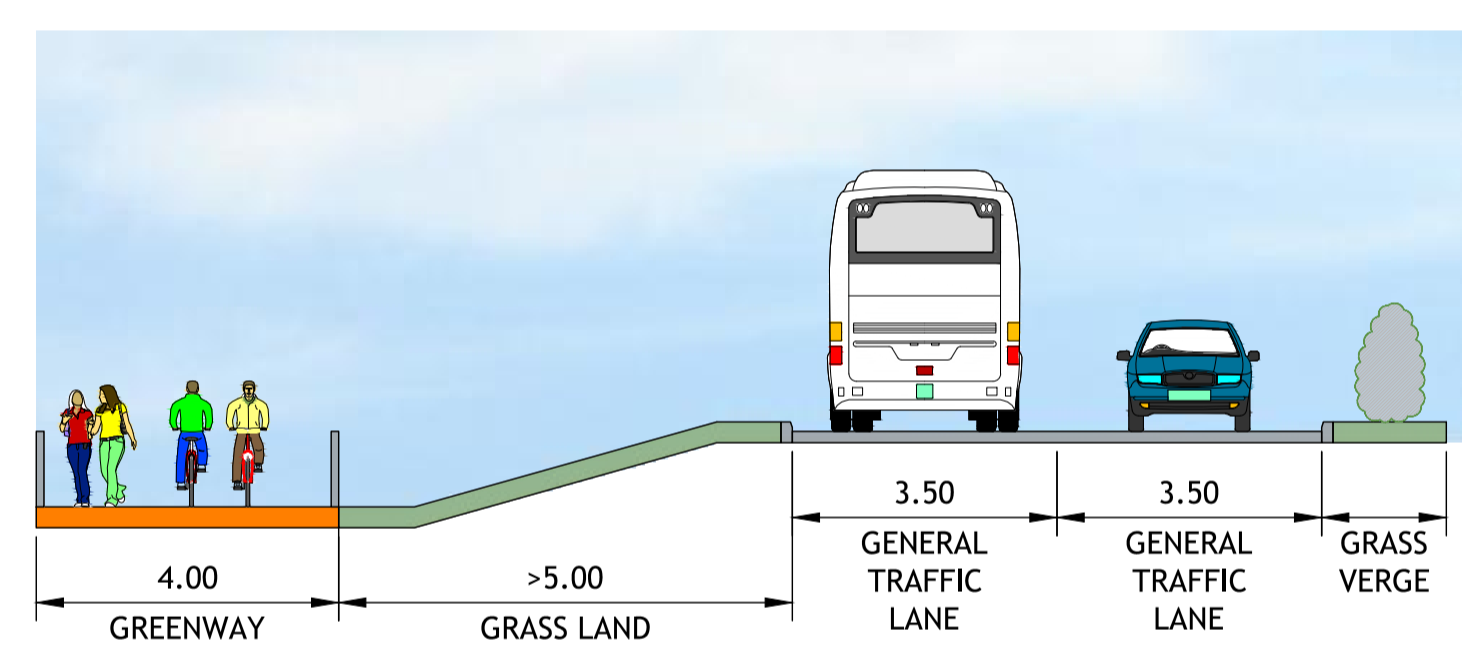 4.00
GREENWAY
>5.00
GRASS LAND
3.50
GENERAL
TRAFFIC
LANE
3.50
GENERAL
TRAFFIC
LANE
GRASS
VERGE